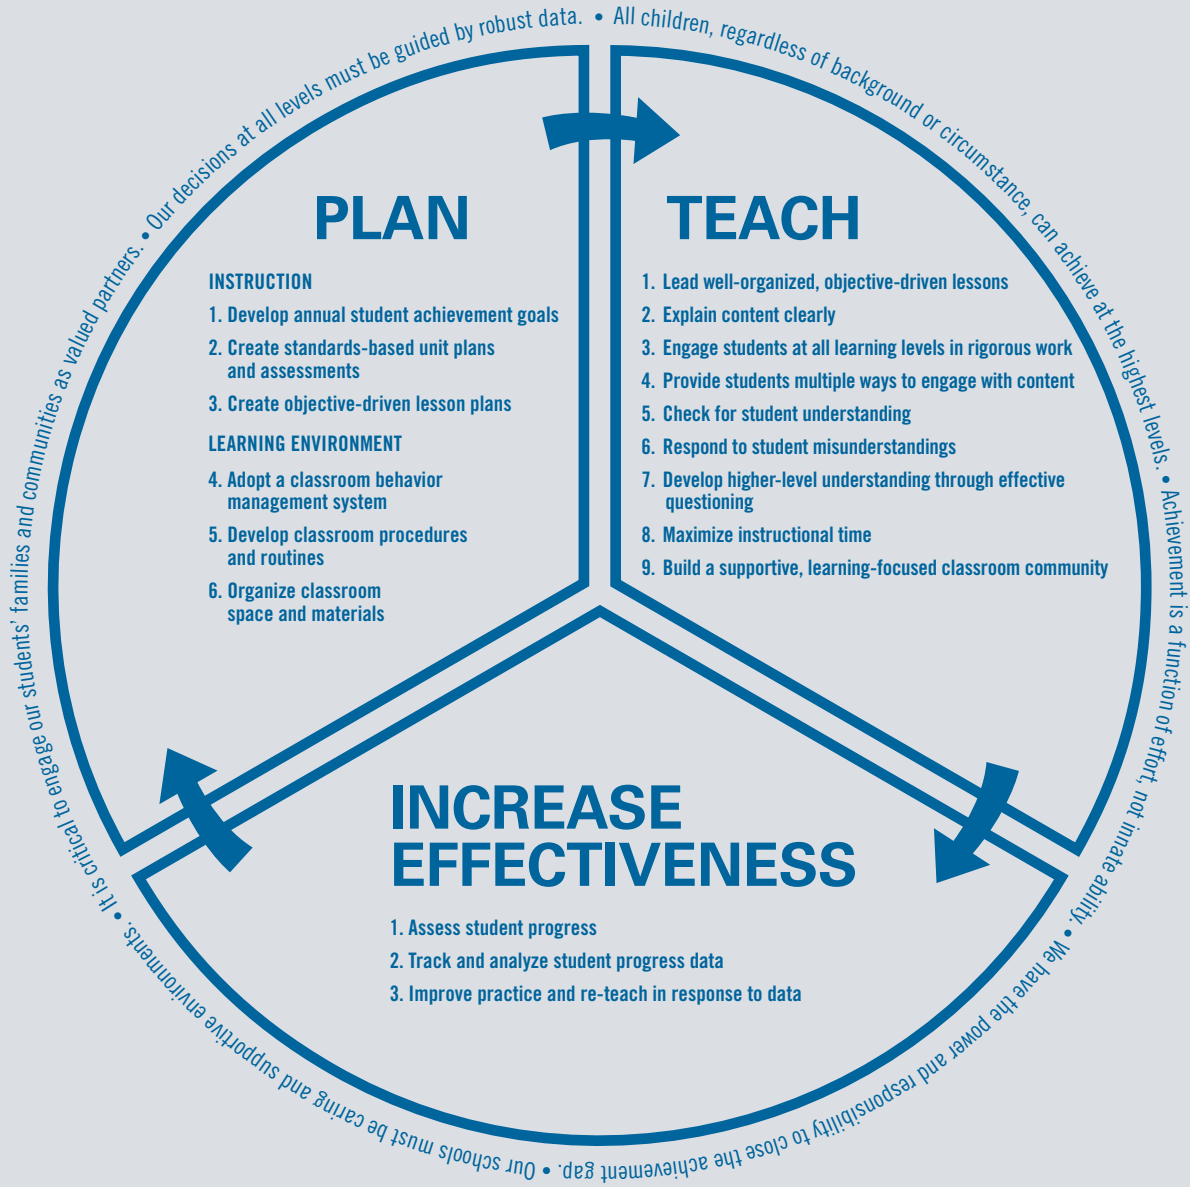 All children, regardless of background or circumstance, can achieve at the highest levels. • Achievement is a function of effort, not innate ability. • We have the power and responsibility to close the achievement gap. • Our schools must be caring and supportive environments. • It is critical to engage our students’ families and communities as valued partners. • Our decisions at all levels must be guided by robust data. •
PLAN
INSTRUCTION
1. Develop annual student achievement goals
2. Create standards-based unit plans
and assessments
3. Create objective-driven lesson plans
LEARNING ENVIRONMENT
4. Adopt a classroom behavior
management system
5. Develop classroom procedures
and routines
6. Organize classroom
space and materials
TEACH
1. Lead well-organized, objective-driven lessons
2. Explain content clearly
3. Engage students at all learning levels in rigorous work
4. Provide students multiple ways to engage with content
5. Check for student understanding
6. Respond to student misunderstandings
7. Develop higher-level understanding through effective
questioning
8. Maximize instructional time
9. Build a supportive, learning-focused classroom community
INCREASE
EFFECTIVENESS
1. Assess student progress
2. Track and analyze student progress data
3. Improve practice and re-teach in response to data